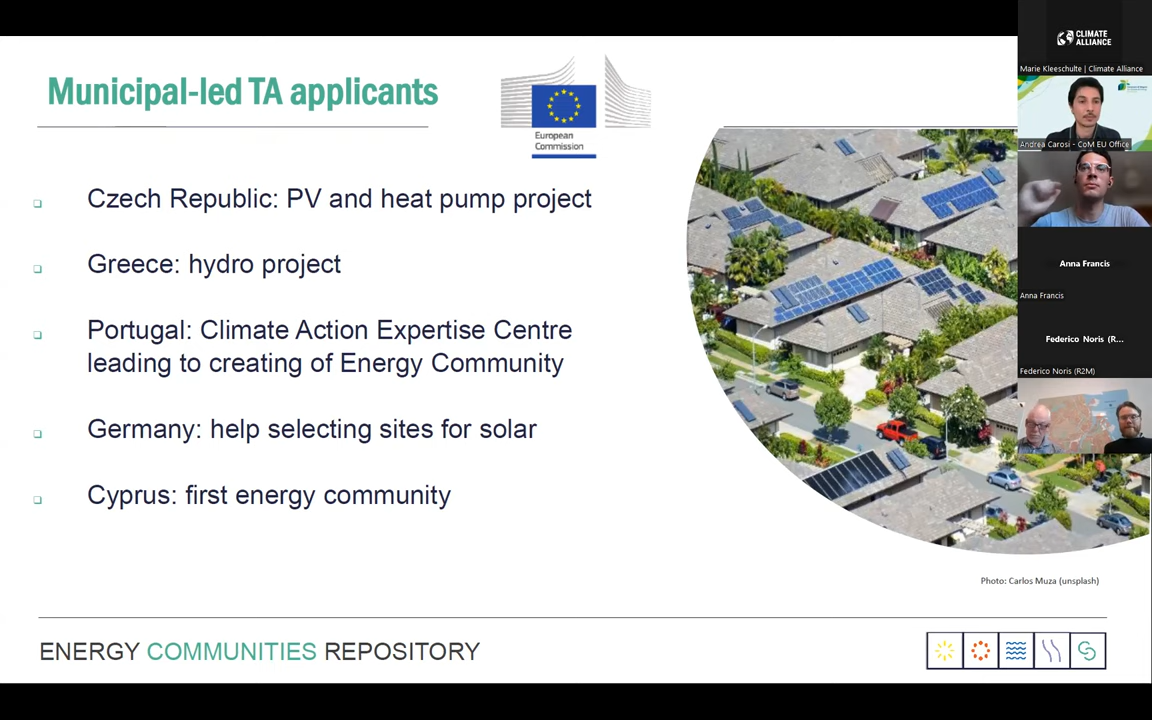 Municipal-led TA applicants
European
Commission
Czech Republic: PV and heat pump project
Greece: hydro project
Portugal: Climate Action Expertise Centre
leading to creating of Energy Community
Germany: help selecting sites for solar
Cyprus: first energy community
Photo: Carlos Muza (unsplash)
ENERGY COMMUNITIES REPOSITORY
CLIMATE
ALLIANCE
Marie Kleeschulte | Climate Alliance
Andrea Carosi - CoM EU Office
Anna Francis
Anna Francis
Federico Noris (R...
Federico Noris (R2M)